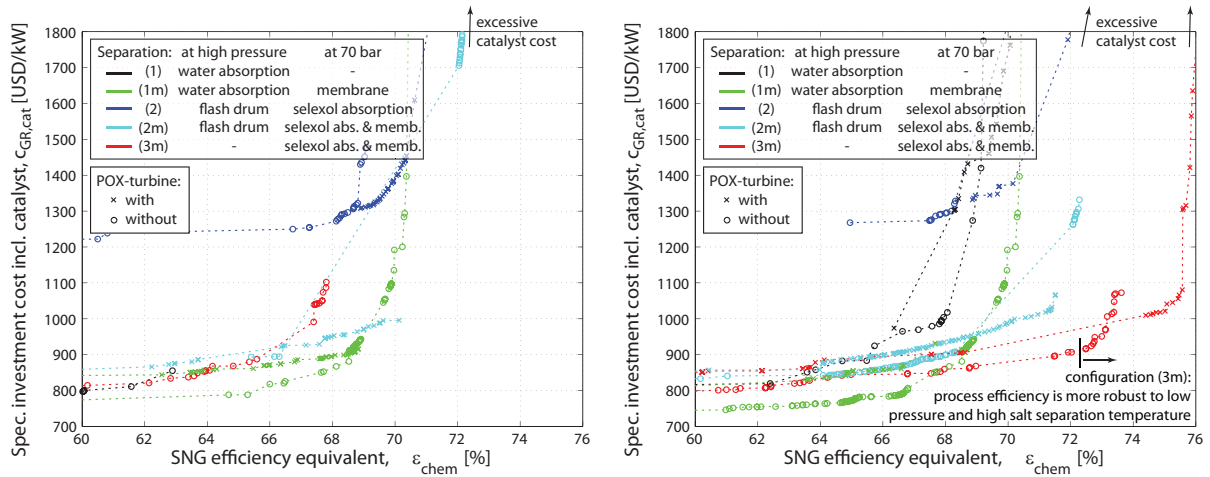 excessive
catalyst cost
1800
1700
1600
1500
1400
1300
1200
1100
1000
900
800
700
Spec. investment cost incl. catalyst, cGR,cat [USD/kW]
Separation: at high pressure at 70 bar
(1) water absorption -
(1m) water absorption membrane
(2) flash drum selexol absorption
(2m) flash drum selexol abs. & memb.
(3m) - selexol abs. & memb.
POX-turbine:
× with
o without
60 62 64 66 68 70 72 74 76
SNG efficiency equivalent, εchem [%]
excessive
catalyst cost
1800
1700
1600
1500
1400
1300
1200
1100
1000
900
800
700
Spec. investment cost incl. catalyst, cGR,cat [USD/kW]
Separation: at high pressure at 70 bar
(1) water absorption -
(1m) water absorption membrane
(2) flash drum selexol absorption
(2m) flash drum selexol abs. & memb.
(3m) - selexol abs. & memb.
POX-turbine:
× with
o without
configuration (3m):
process efficiency is more robust to low
pressure and high salt separation temperature
60 62 64 66 68 70 72 74 76
SNG efficiency equivalent, εchem [%]